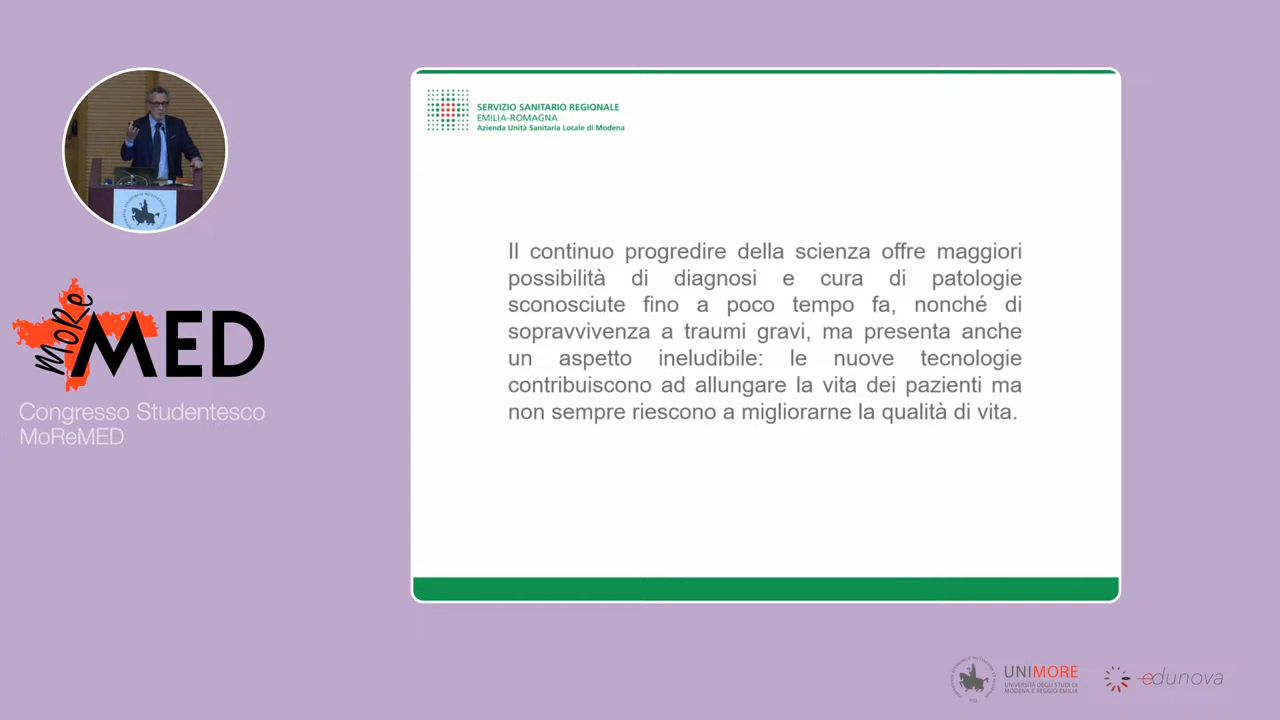 SERVIZIO SANITARIO REGIONALE
EMILIA-ROMAGNA
Azienda Unità Sanitaria Locale di Modena
Il continuo progredire della scienza offre maggiori
possibilità di diagnosi e cura di patologie
sconosciute fino a poco tempo fa, nonché di
sopravvivenza a traumi gravi, ma presenta anche
un aspetto ineludibile: le nuove tecnologie
contribuiscono ad allungare la vita dei pazienti ma
non sempre riescono a migliorarne la qualità di vita.
MoRe
MED
Congresso Studentesco
MoReMED
UNIMORE
UNIVERSITÀ DEGLI STUDI DI
MODENA E REGGIO EMILIA
edunova